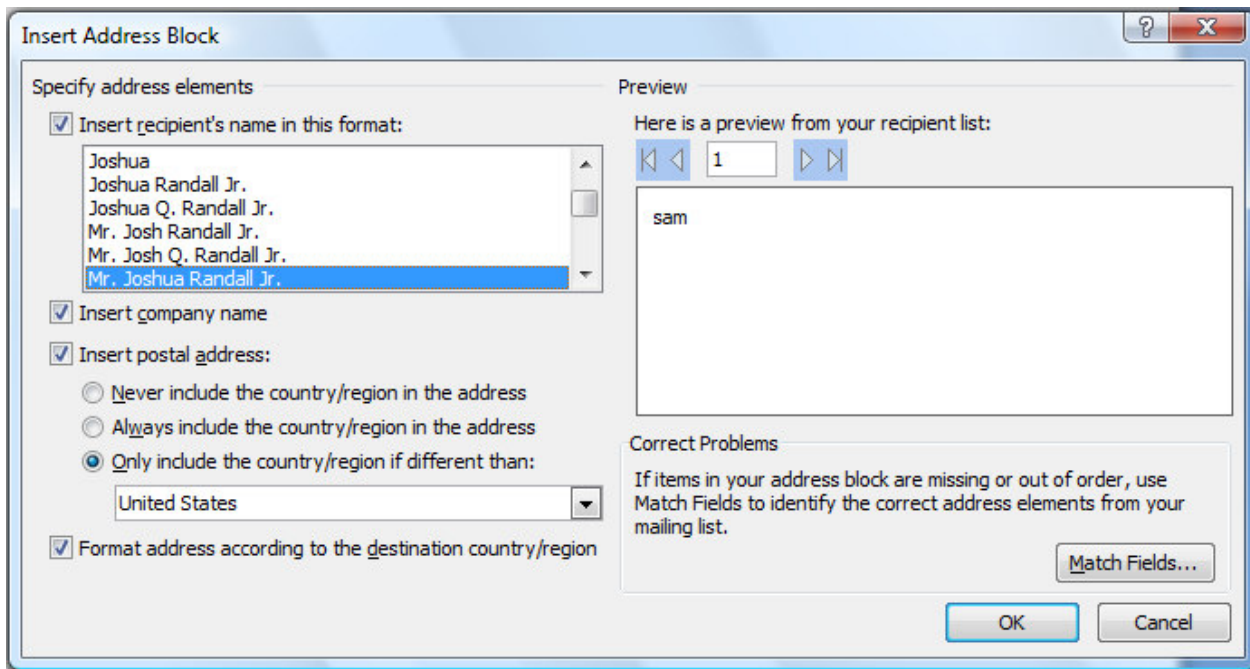 Insert Address Block
Specify address elements
Insert recipient's name in this format:
Joshua
Joshua Randall Jr.
Joshua Q. Randall Jr.
Mr. Josh Randall Jr.
Mr. Josh Q. Randall Jr.
Mr. Joshua Randall Jr.
Insert company name
Insert postal address:
Never include the country/region in the address
Always include the country/region in the address
Only include the country/region if different than:
United States
Format address according to the destination country/region
Preview
Here is a preview from your recipient list:
1
sam
Correct Problems
If items in your address block are missing or out of order, use
Match Fields to identify the correct address elements from your
mailing list.
Match Fields...
OK
Cancel